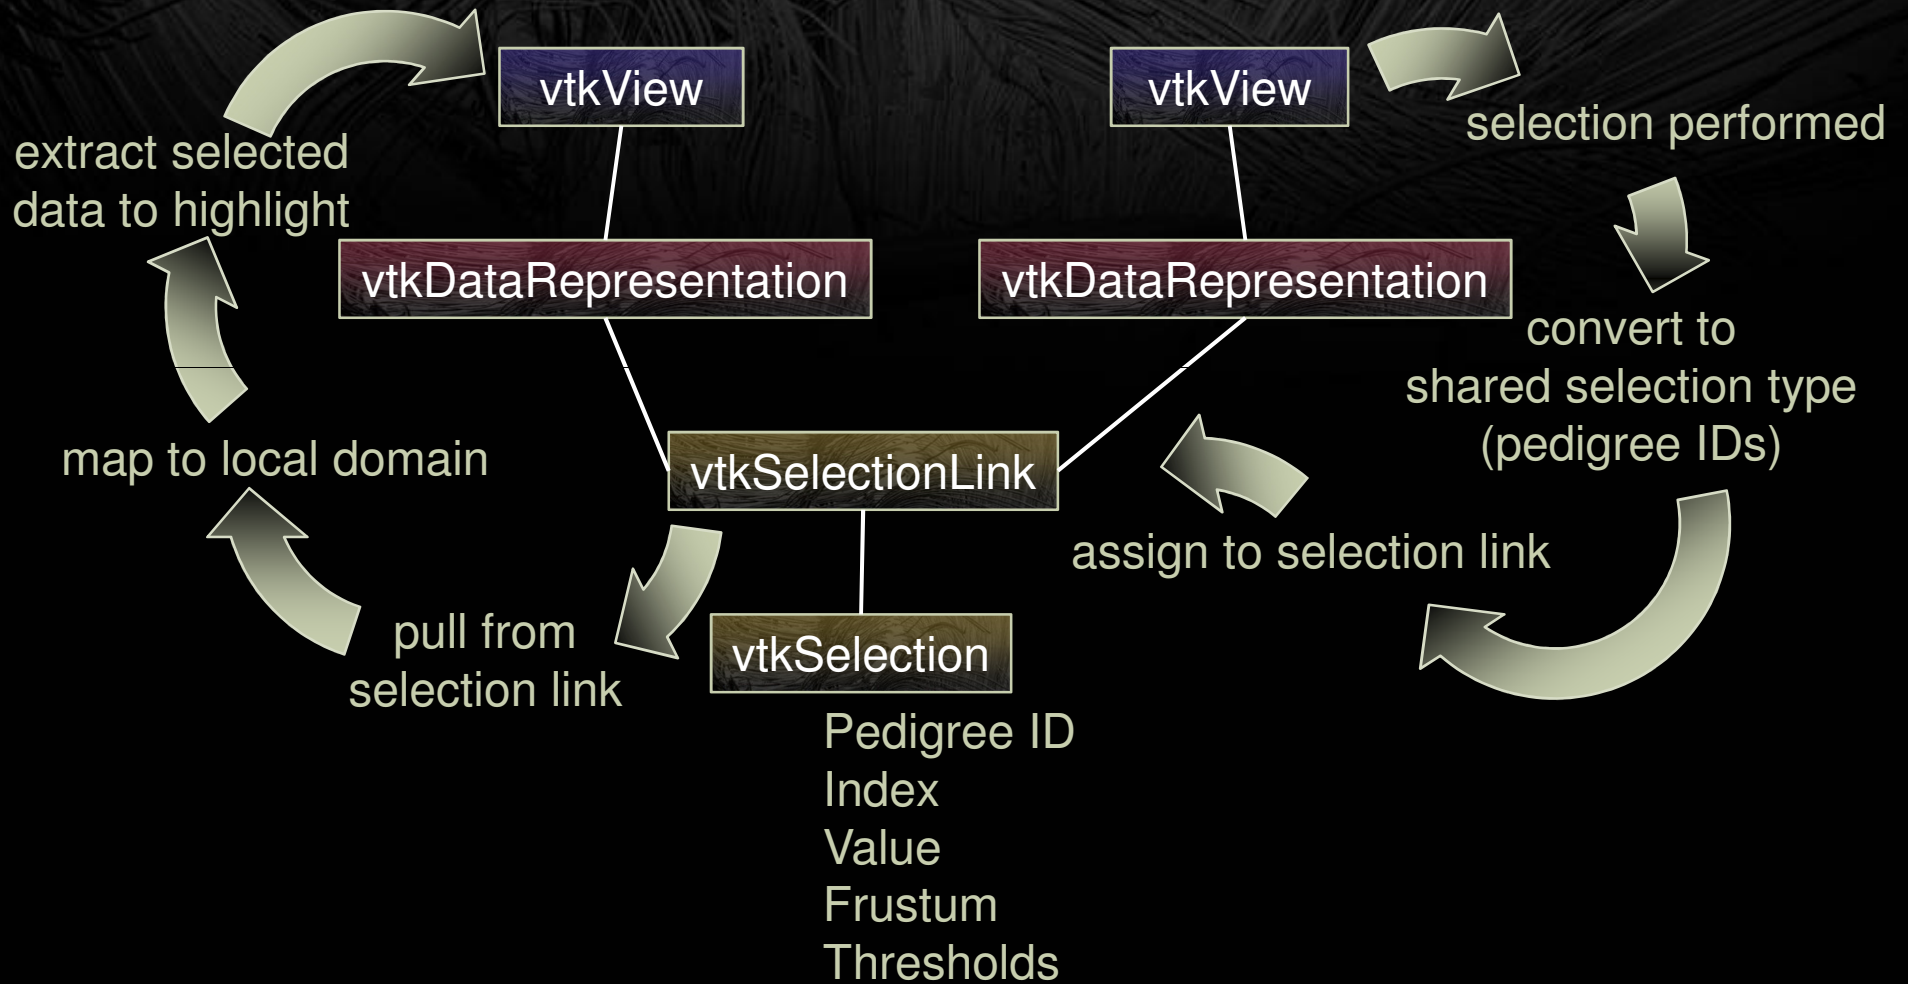 vtkView
vtkView
selection performed
extract selected
data to highlight
vtkDataRepresentation
vtkDataRepresentation
convert to
shared selection type
(pedigree IDs)
map to local domain
vtkSelectionLink
assign to selection link
pull from
selection link
vtkSelection
Pedigree ID
Index
Value
Frustum
Thresholds